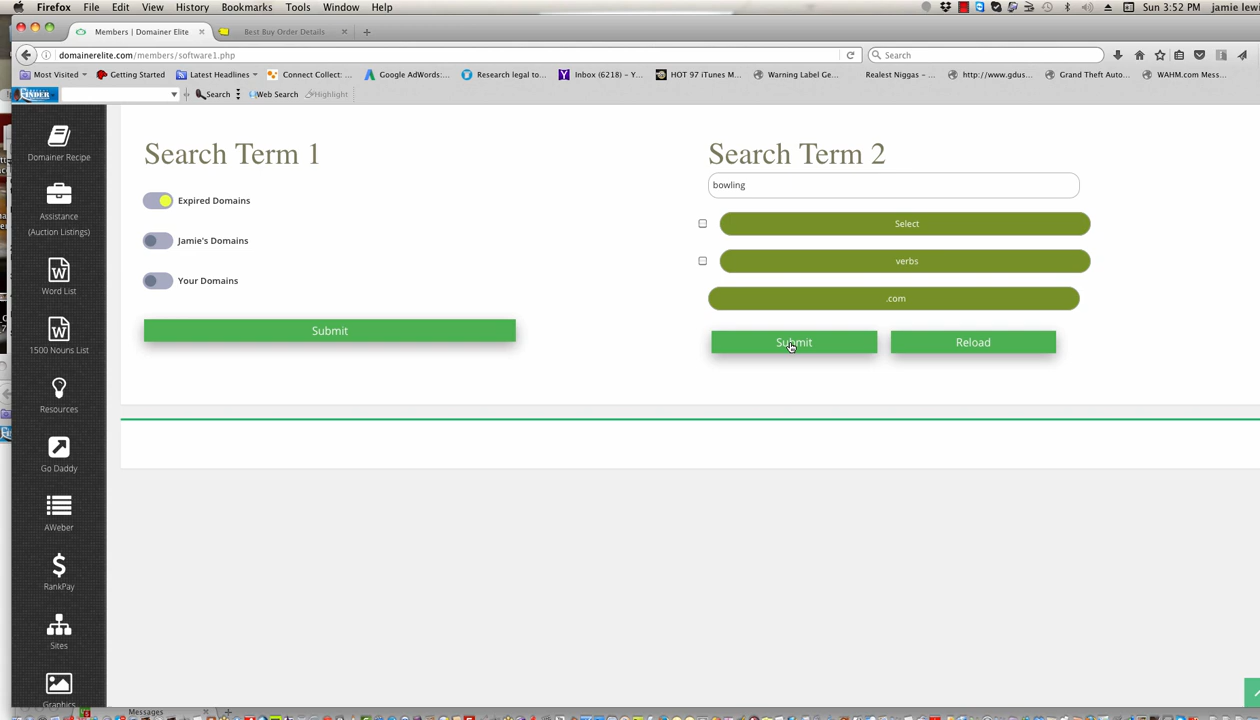 Firefox File Edit View History Bookmarks Tools Window Help Sun 3:52 PM jamie lewi
Members | Domainer Elite × Best Buy Order Details × +
domainerelite.com/members/software1.php Search
Most Visited Getting Started Latest Headlines Connect Collect: ... Google AdWords:... Research legal to... Inbox (6218) – Y... HOT 97 iTunes M... Warning Label Ge... Realest Niggas – ... http://www.gdus... Grand Theft Auto... WAHM.com Mess...
FINDER Search Web Search Highlight
Search Term 1
Expired Domains
Jamie's Domains
Your Domains
Submit
Search Term 2
bowling
Select
verbs
.com
Submit Reload
Domainer Recipe
Assistance
(Auction Listings)
Word List
1500 Nouns List
Resources
Go Daddy
AWeber
RankPay
Sites
Graphics
Messages × +